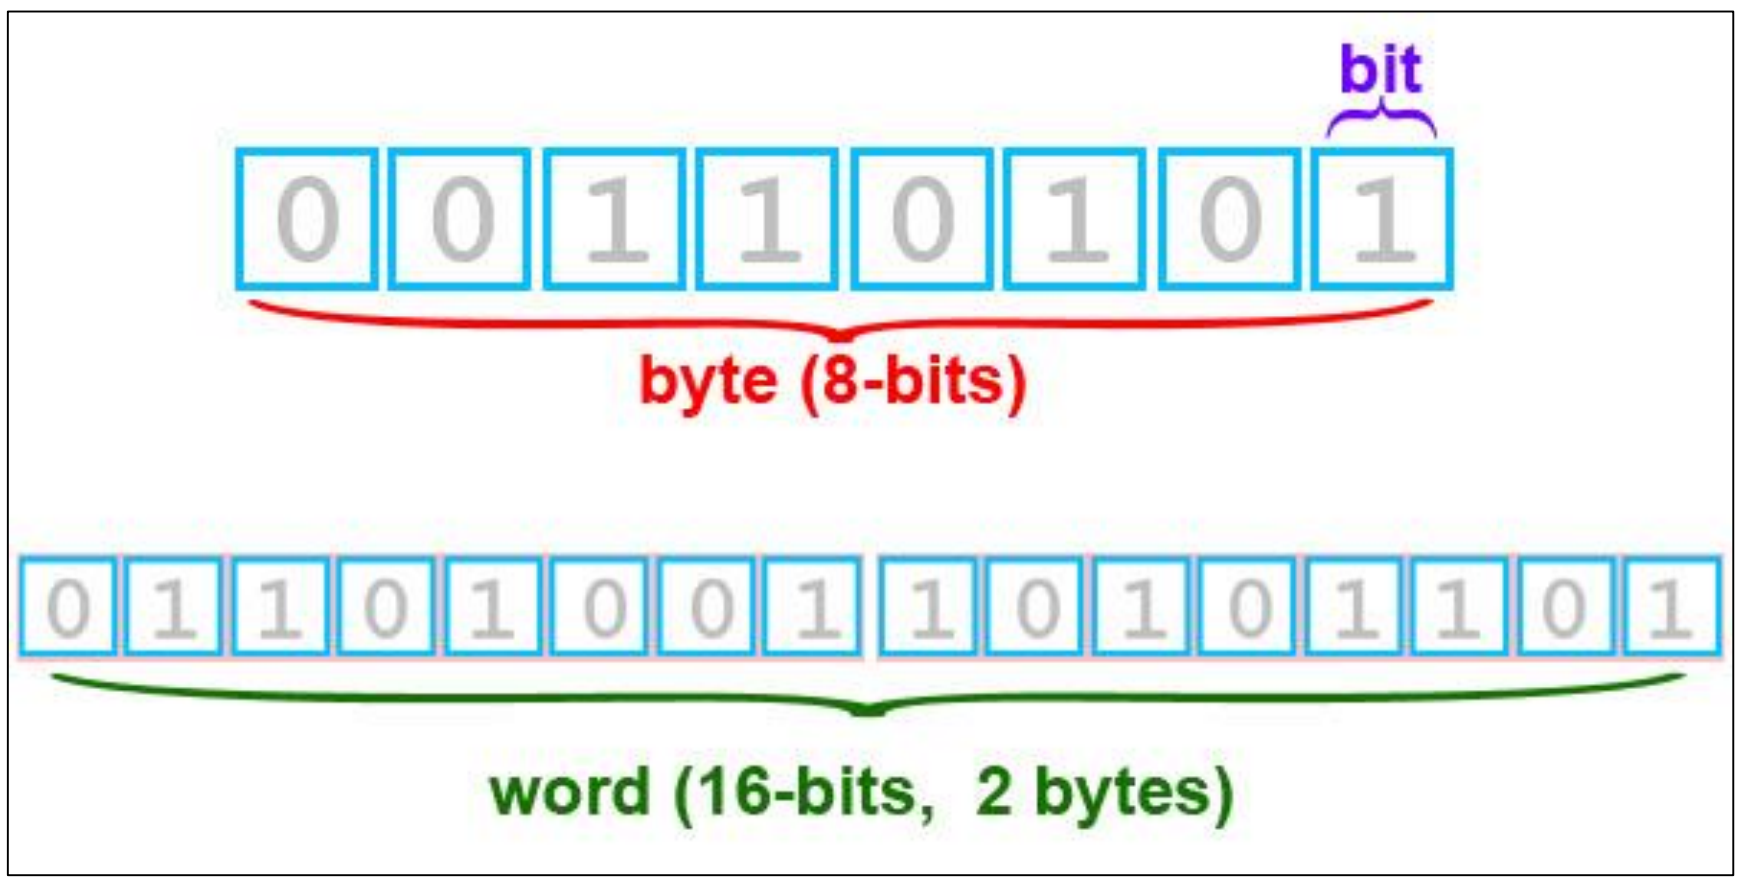 bit
0 0 1 1 0 1 0 1
byte (8-bits)
0 1 1 0 1 0 0 1 1 0 1 0 1 1 0 1
word (16-bits, 2 bytes)